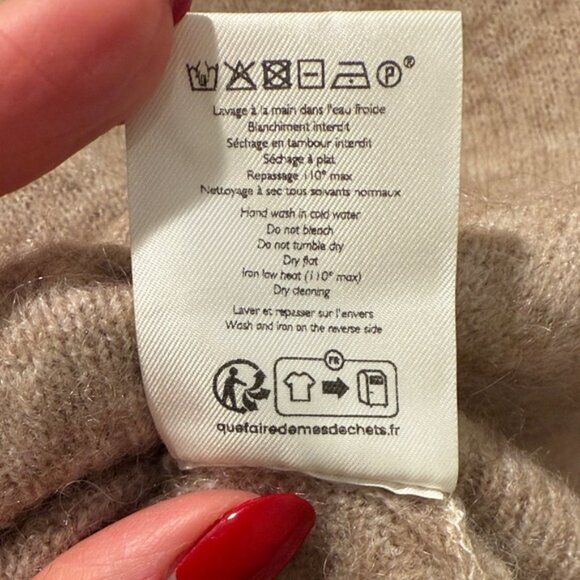 P®
Lavage à la main dans l'eau froide
Blanchiment interdit
Séchage en tambour interdit
Séchage à plat
Repassage 110° max
Nettoyage à sec tous solvants normaux
Hand wash in cold water
Do not bleach
Do not tumble dry
Dry flat
Iron low heat (110° max)
Dry cleaning
Laver et repasser sur l'envers
Wash and iron on the reverse side
FR
quefairedemesdechets.fr